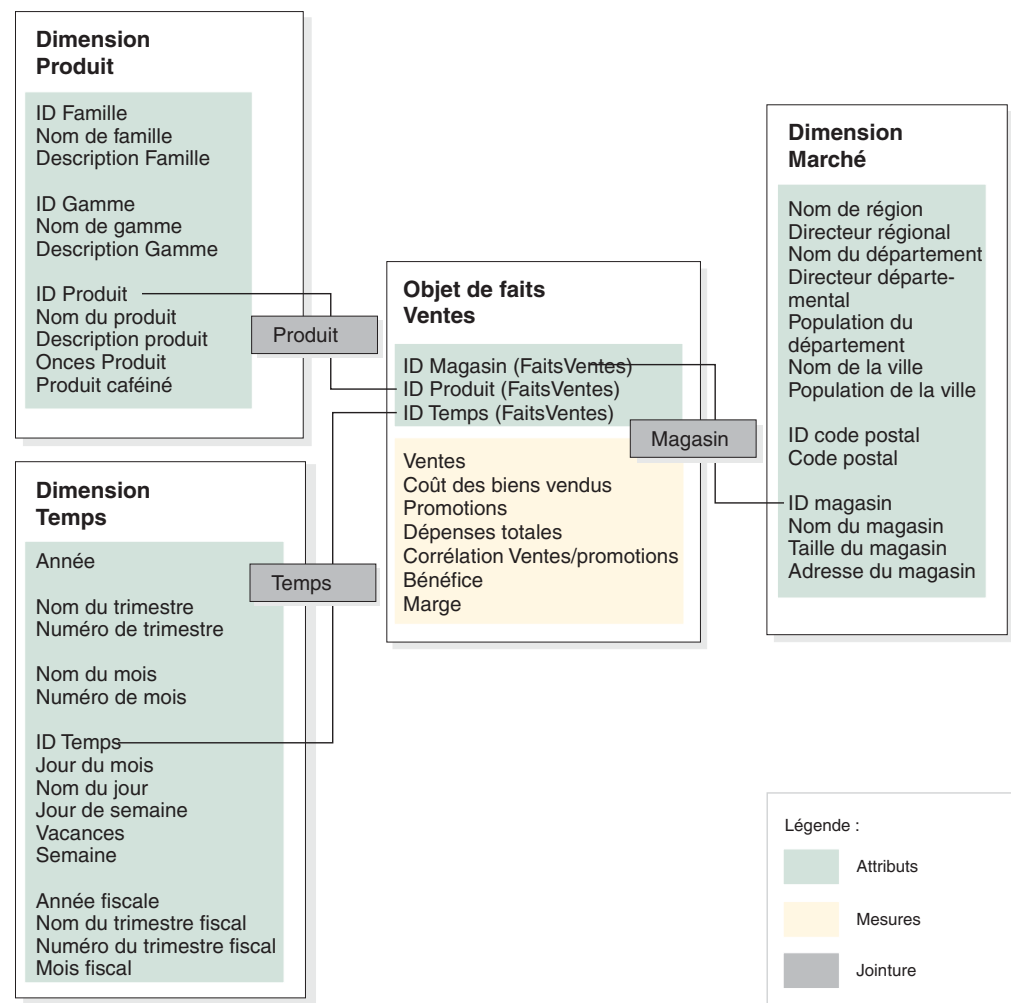 Dimension
Produit
ID Famille
Nom de famille
Description Famille
ID Gamme
Nom de gamme
Description Gamme
ID Produit
Nom du produit
Description produit
Onces Produit
Produit caféiné
Produit
Dimension
Temps
Année
Nom du trimestre
Numéro de trimestre
Nom du mois
Numéro de mois
ID Temps
Jour du mois
Nom du jour
Jour de semaine
Vacances
Semaine
Année fiscale
Nom du trimestre fiscal
Numéro du trimestre fiscal
Mois fiscal
Temps
Objet de faits
Ventes
ID Magasin (FaitsVentes)
ID Produit (FaitsVentes)
ID Temps (FaitsVentes)
Ventes
Coût des biens vendus
Promotions
Dépenses totales
Corrélation Ventes/promotions
Bénéfice
Marge
Magasin
Dimension
Marché
Nom de région
Directeur régional
Nom du département
Directeur départe-
mental
Population du
département
Nom de la ville
Population de la ville
ID code postal
Code postal
ID magasin
Nom du magasin
Taille du magasin
Adresse du magasin
Légende :
Attributs
Mesures
Jointure